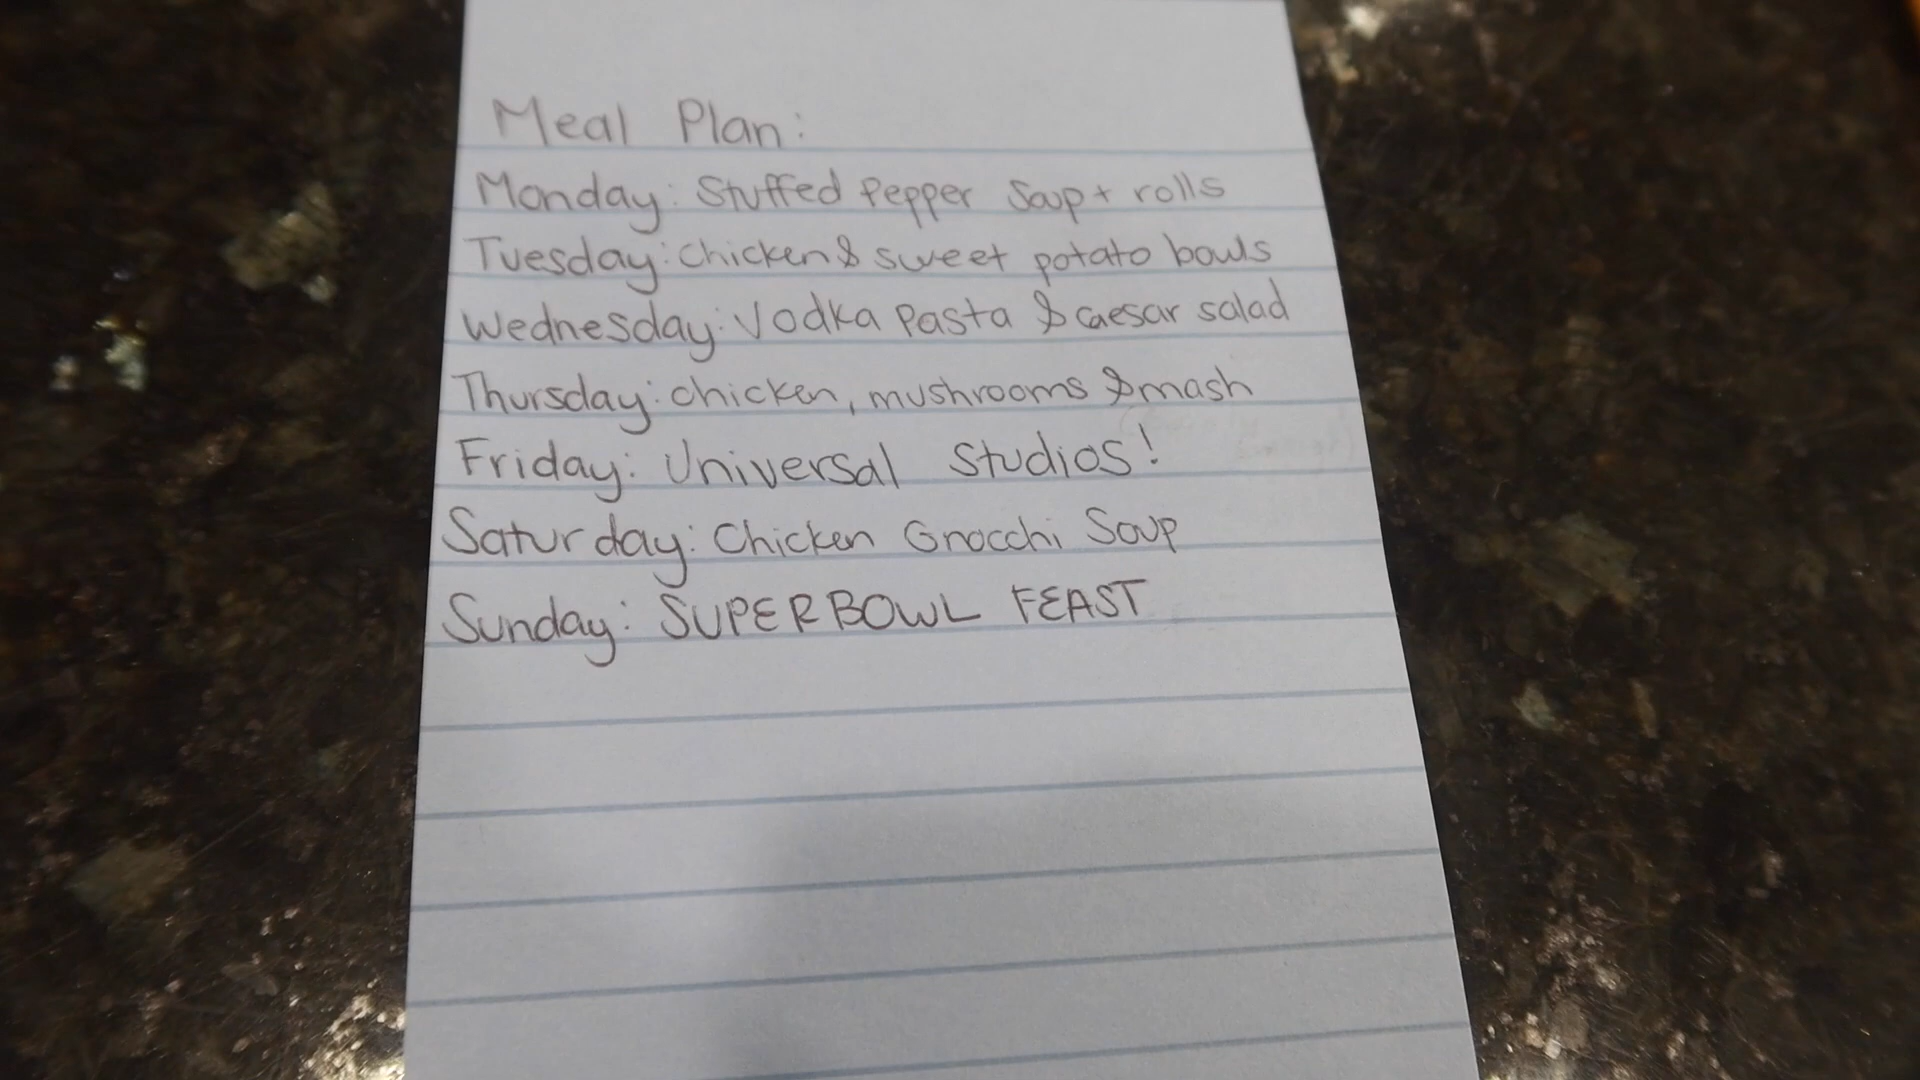 Meal Plan:
Monday: Stuffed Pepper Soup + rolls
Tuesday: Chicken & sweet potato bowls
Wednesday: Vodka Pasta & caesar salad
Thursday: chicken, mushrooms & mash
Friday: Universal Studios!
Saturday: Chicken Gnocchi Soup
Sunday: SUPERBOWL FEAST